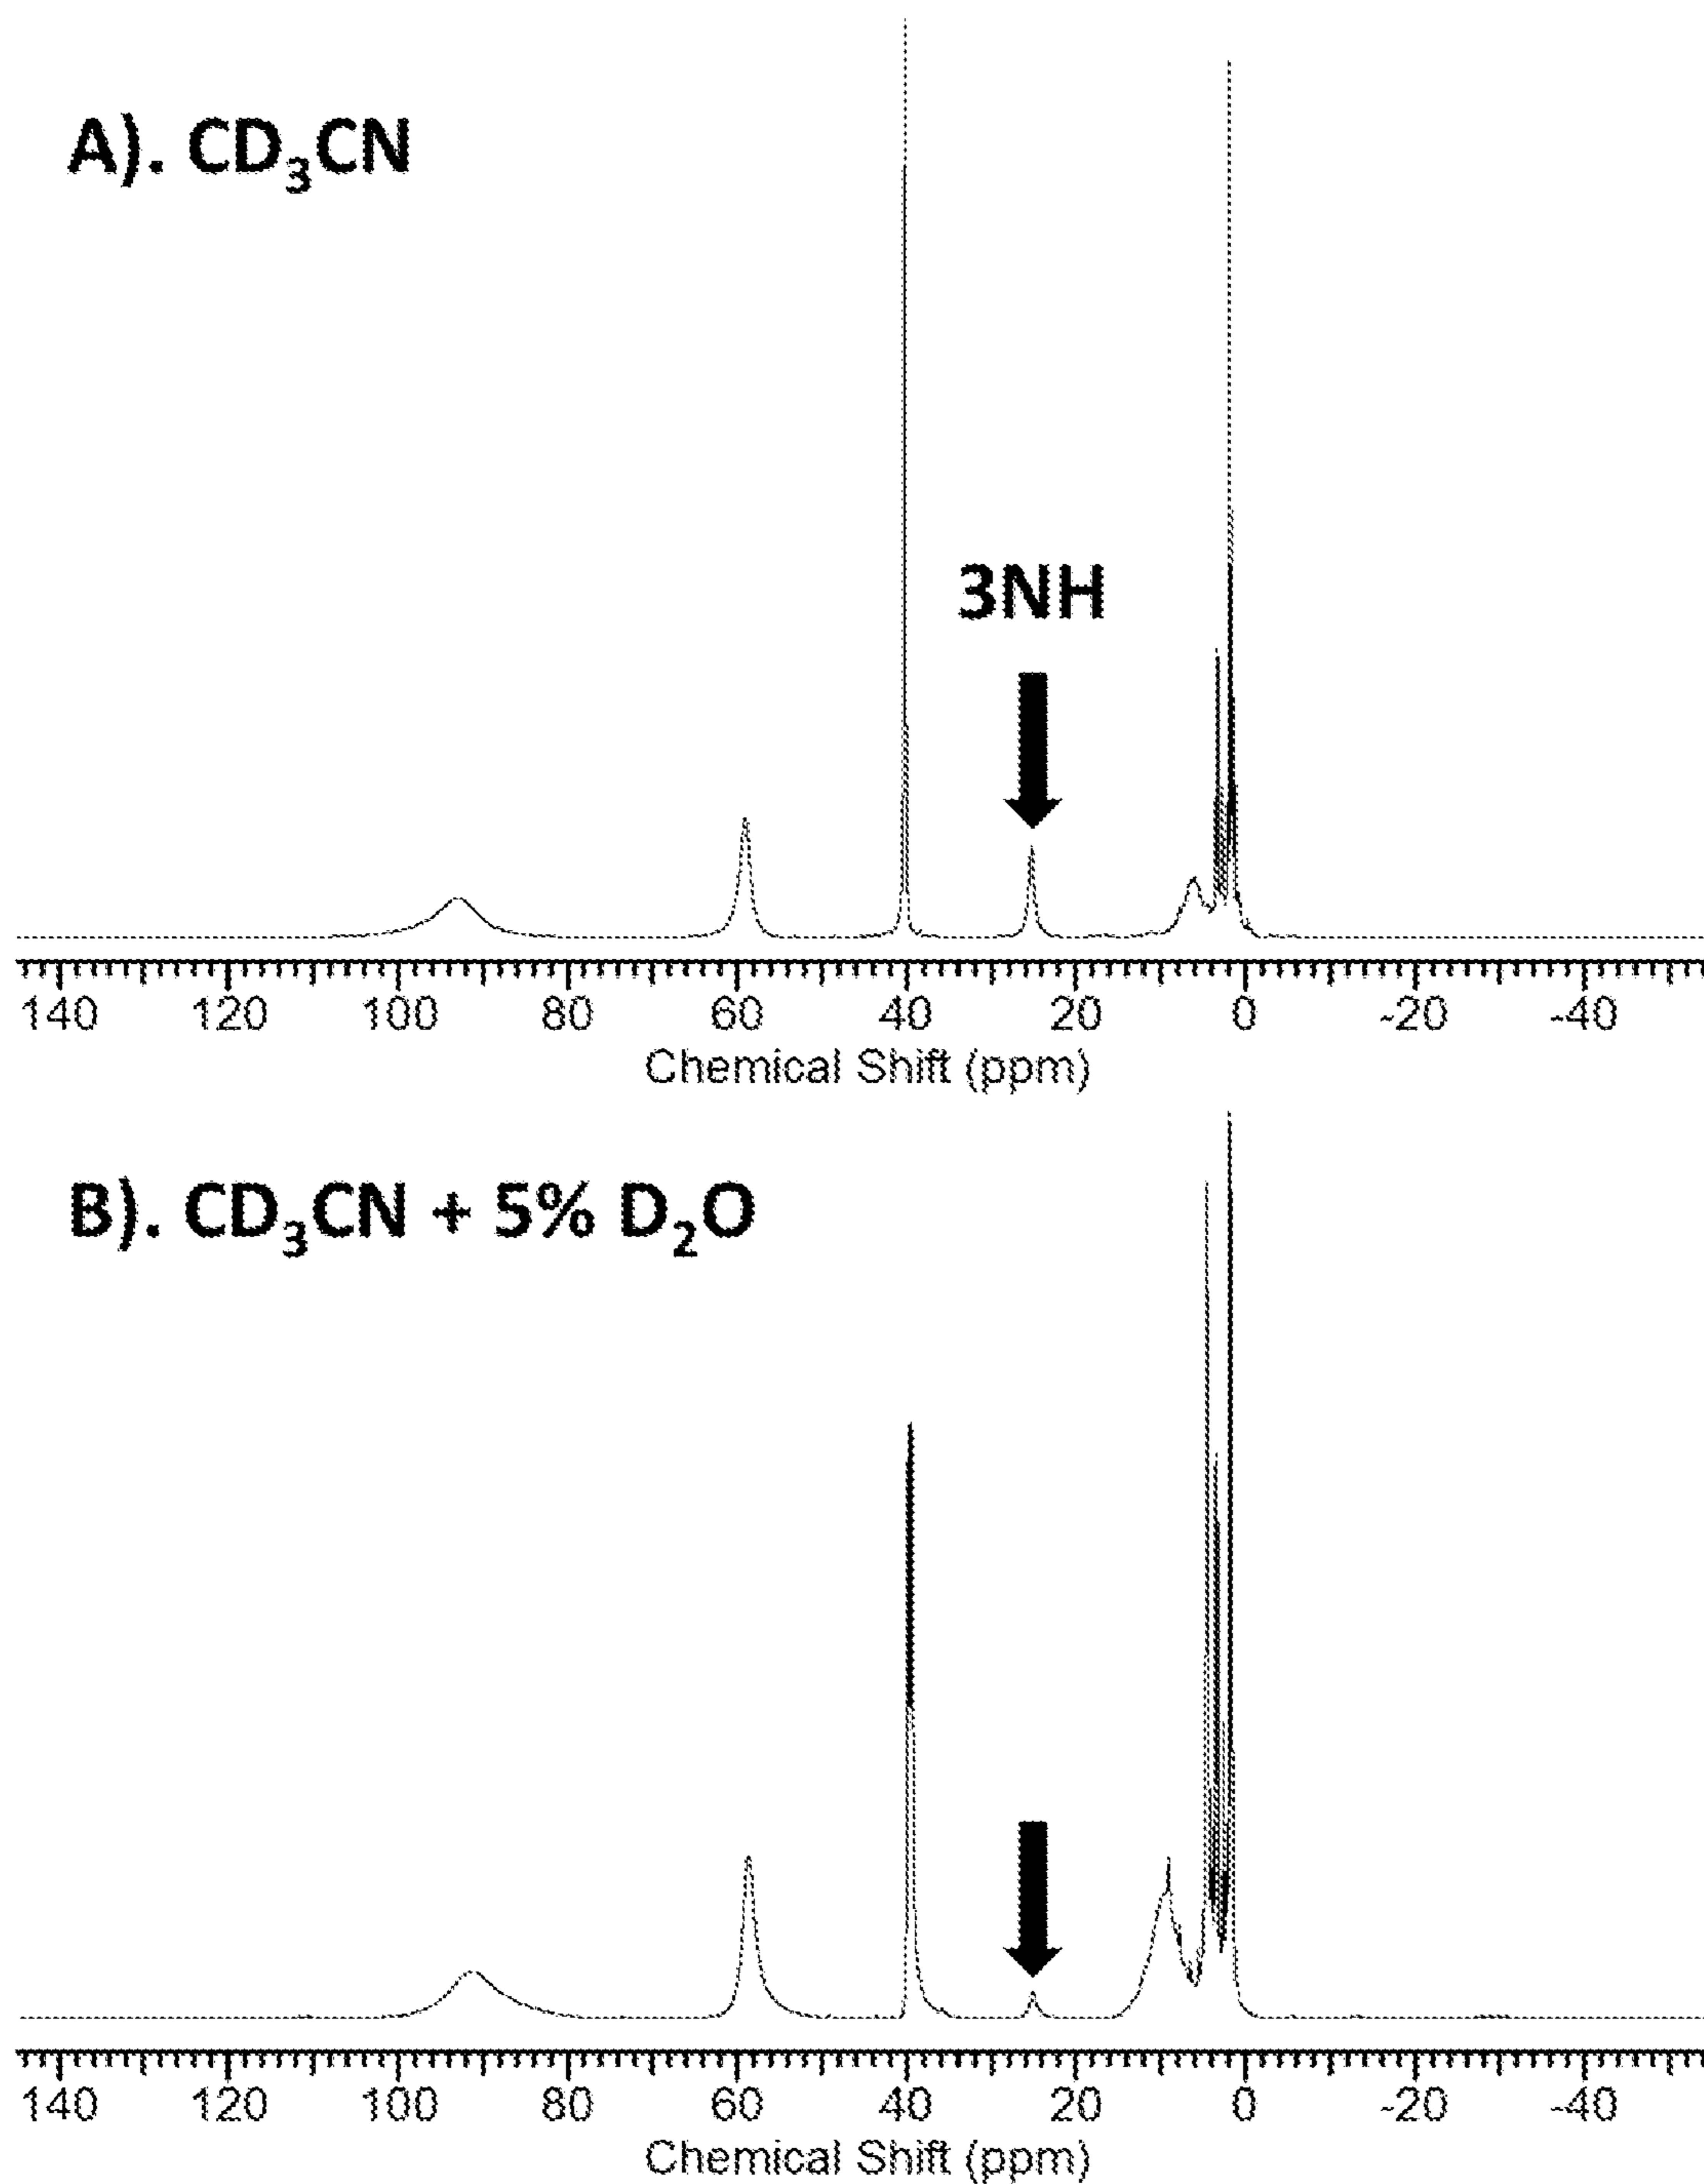 A). CD₃CN
3NH
140 120 100 80 60 40 20 0 -20 -40
Chemical Shift (ppm)
B). CD₃CN + 5% D₂O
140 120 100 80 60 40 20 0 -20 -40
Chemical Shift (ppm)